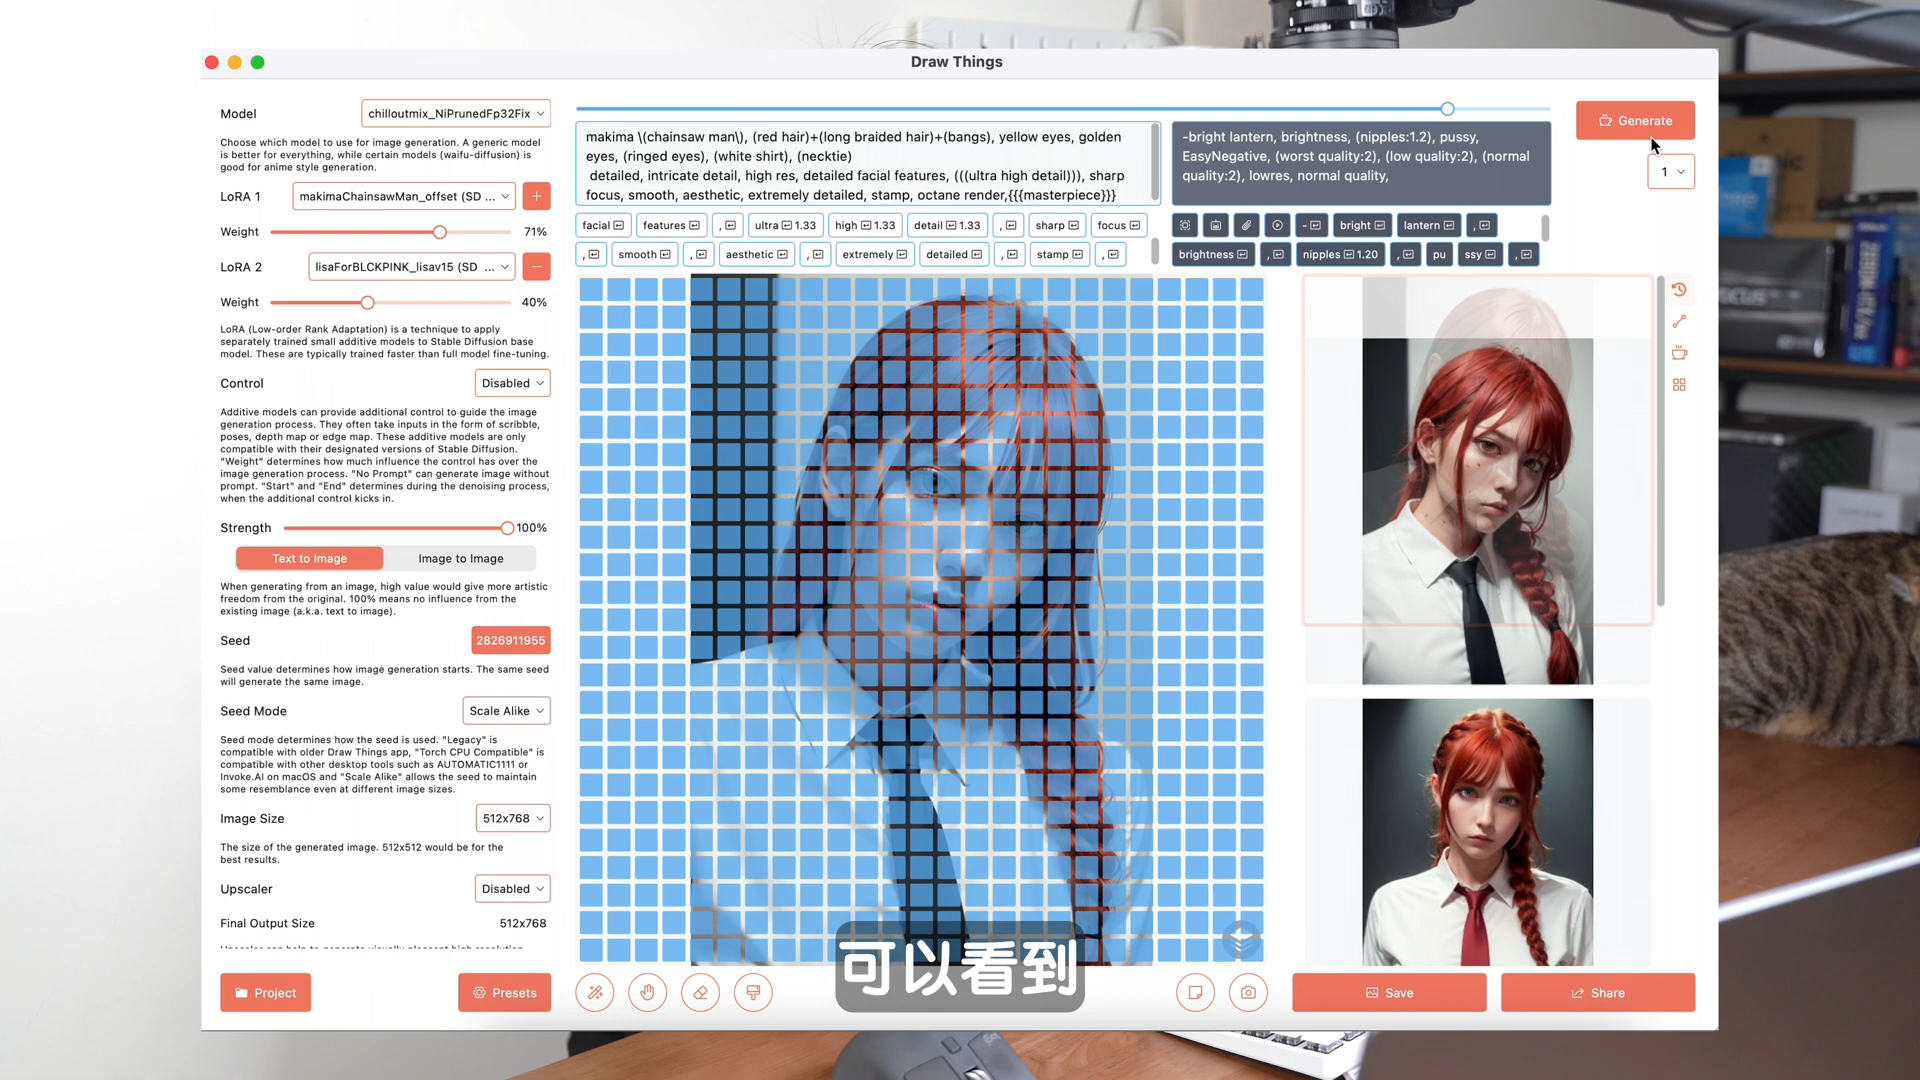 Draw Things
Model
chilloutmix_NiPrunedFp32Fix
Choose which model to use for image generation. A generic model
is better for everything, while certain models (waifu-diffusion) is
good for anime style generation.
LoRA 1
makimaChainsawMan_offset (SD ...
Weight
71%
LoRA 2
lisaForBLCKPINK_lisav15 (SD ...
Weight
40%
LoRA (Low-order Rank Adaptation) is a technique to apply
separately trained small additive models to Stable Diffusion base
model. These are typically trained faster than full model fine-tuning.
Control
Disabled
Additive models can provide additional control to guide the image
generation process. They often take inputs in the form of scribble,
poses, depth map or edge map. These additive models are only
compatible with their designated versions of Stable Diffusion.
"Weight" determines how much influence the control has over the
image generation process. "No Prompt" can generate image without
prompt. "Start" and "End" determines during the denoising process,
when the additional control kicks in.
Strength
100%
Text to Image
Image to Image
When generating from an image, high value would give more artistic
freedom from the original. 100% means no influence from the
existing image (a.k.a. text to image).
Seed
2826911955
Seed value determines how image generation starts. The same seed
will generate the same image.
Seed Mode
Scale Alike
Seed mode determines how the seed is used. "Legacy" is
compatible with older Draw Things app, "Torch CPU Compatible" is
compatible with other desktop tools such as AUTOMATIC1111 or
Invoke.AI on macOS and "Scale Alike" allows the seed to maintain
some resemblance even at different image sizes.
Image Size
512x768
The size of the generated image. 512x512 would be for the
best results.
Upscaler
Disabled
Final Output Size
512x768
Project
Presets
makima \(chainsaw man\), (red hair)+(long braided hair)+(bangs), yellow eyes, golden
eyes, (ringed eyes), (white shirt), (necktie)
detailed, intricate detail, high res, detailed facial features, (((ultra high detail))), sharp
focus, smooth, aesthetic, extremely detailed, stamp, octane render,{{{masterpiece}}}
facial features , ultra 1.33 high 1.33 detail 1.33 , sharp focus
, smooth , aesthetic , extremely detailed , stamp ,
-bright lantern, brightness, (nipples:1.2), pussy,
EasyNegative, (worst quality:2), (low quality:2), (normal
quality:2), lowres, normal quality,
- bright lantern ,
brightness , nipples 1.20 , pu ssy ,
Generate
1
可以看到
Save
Share